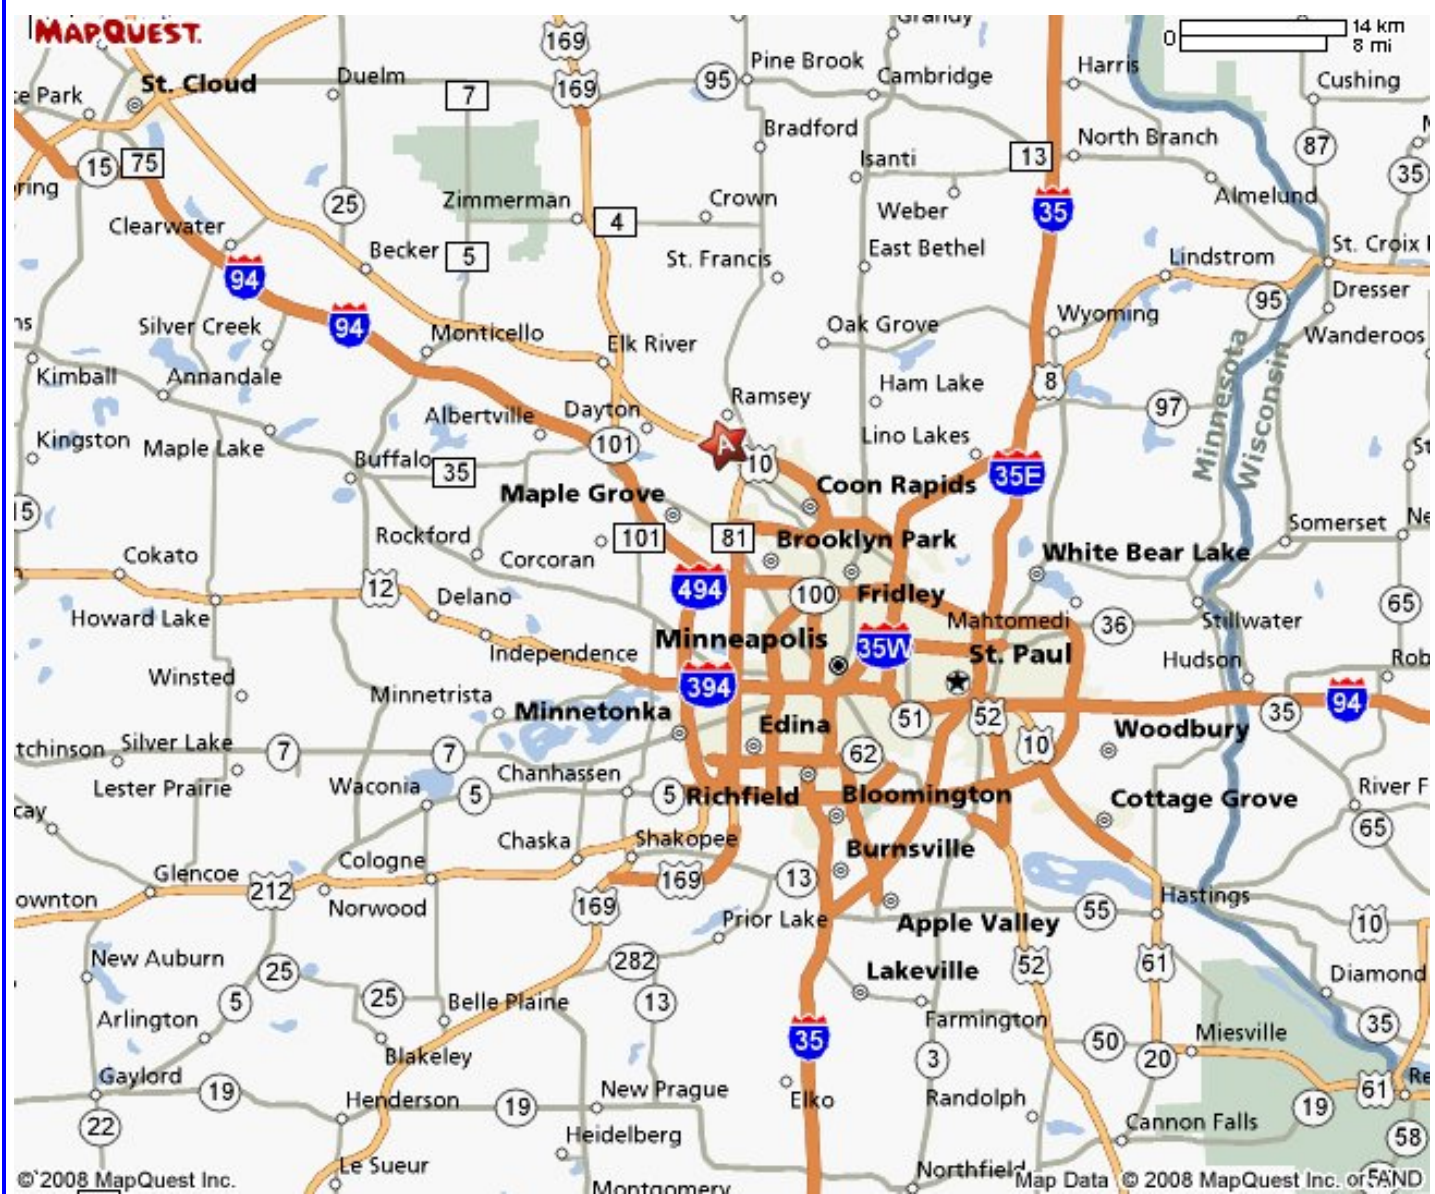 MAPQUEST.
169
Grandy
0
14 km
8 mi
St. Cloud
Duelm
7
169
95
Pine Brook
Cambridge
Harris
Cushing
15
75
25
Bradford
Isanti
13
North Branch
87
35
Zimmerman
4
Crown
Weber
35
Almelund
Clearwater
Becker
5
St. Francis
East Bethel
Lindstrom
94
95
Dresser
Silver Creek
94
Monticello
Elk River
Oak Grove
Wyoming
Wanderoos
Minnesota
Wisconsin
Kimball
Annandale
Ramsey
Ham Lake
8
97
Albertville
Dayton
Kingston
Maple Lake
101
A
10
Lino Lakes
Buffalo
35
Maple Grove
Coon Rapids
35E
Rockford
Corcoran
101
81
Brooklyn Park
White Bear Lake
Somerset
Cokato
12
494
100
Fridley
65
Howard Lake
Delano
Mahtomedi
36
Stillwater
Independence
Minneapolis
35W
St. Paul
Hudson
Winsted
Minnetrista
394
94
Minnetonka
Edina
51
52
35
Silver Lake
7
7
62
10
Woodbury
Lester Prairie
Waconia
Chanhassen
5
5
Richfield
Bloomington
Cottage Grove
65
Chaska
Shakopee
Burnsville
Glencoe
Cologne
212
Norwood
169
169
13
Hastings
Prior Lake
Apple Valley
55
10
New Auburn
25
282
Lakeville
52
61
Diamond
5
25
Belle Plaine
13
Farmington
35
Arlington
Blakeley
35
50
Miesville
3
20
Gaylord
19
Henderson
19
New Prague
Elko
Randolph
19
61
22
Heidelberg
Cannon Falls
58
Le Sueur
Montgomery
Northfield
©2008 MapQuest Inc.
Map Data © 2008 MapQuest Inc. or